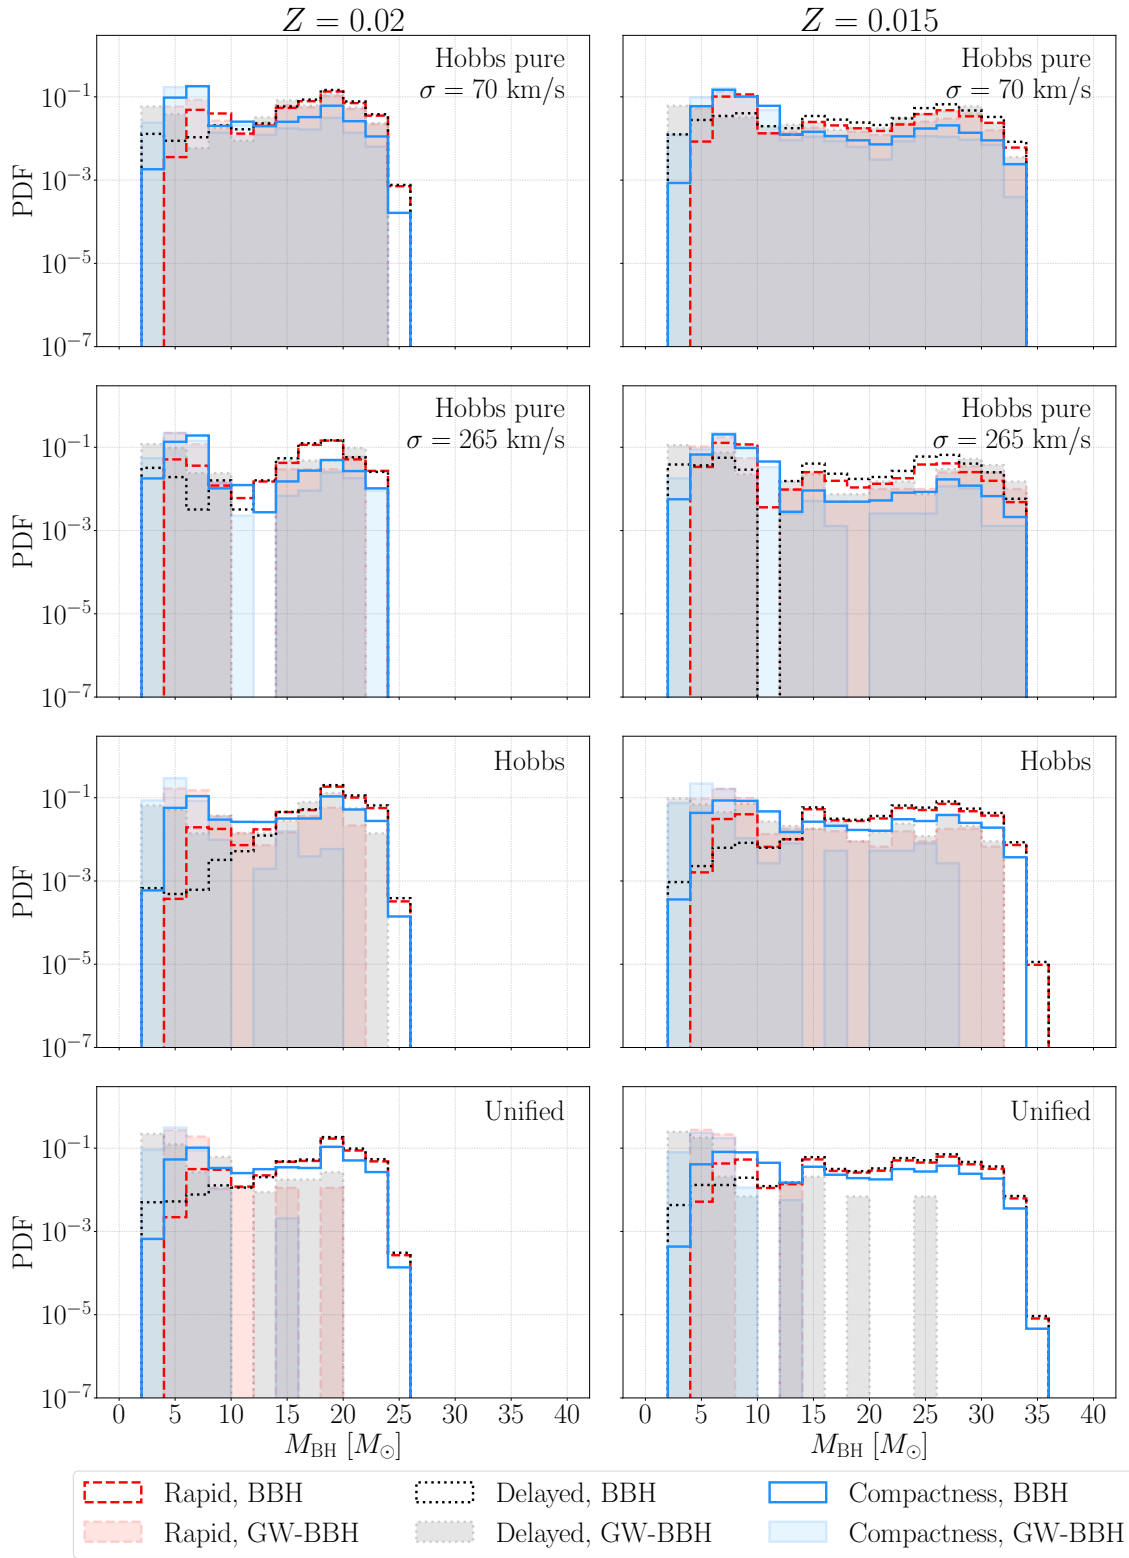 Z = 0.02
Z = 0.015
Hobbs pure
σ = 70 km/s
Hobbs pure
σ = 70 km/s
10⁻¹
10⁻³
10⁻⁵
10⁻⁷
PDF
Hobbs pure
σ = 265 km/s
Hobbs pure
σ = 265 km/s
10⁻¹
10⁻³
10⁻⁵
10⁻⁷
PDF
Hobbs
Hobbs
10⁻¹
10⁻³
10⁻⁵
10⁻⁷
PDF
Unified
Unified
10⁻¹
10⁻³
10⁻⁵
10⁻⁷
PDF
0 5 10 15 20 25 30 35 40
0 5 10 15 20 25 30 35 40
M_BH [M_⊙]
M_BH [M_⊙]
Rapid, BBH
Delayed, BBH
Compactness, BBH
Rapid, GW-BBH
Delayed, GW-BBH
Compactness, GW-BBH